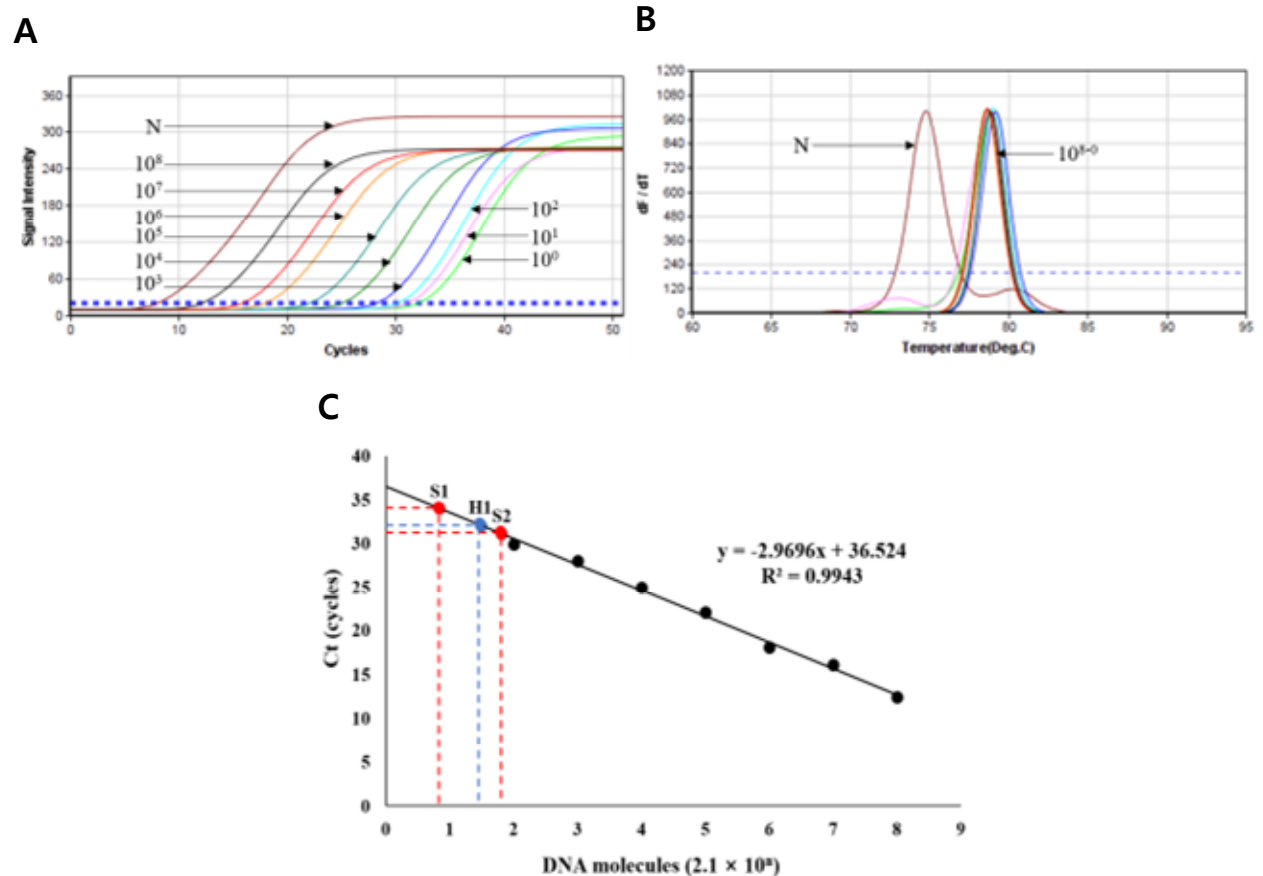 A
B
360
300
240
180
120
60
0
Signal Intensity
N
10⁸
10⁷
10⁶
10⁵
10⁴
10³
10²
10¹
10⁰
0 10 20 30 40 50
Cycles
1200
1080
960
840
720
600
480
360
240
120
0
dF / dT
N
10⁸⁻⁰
60 65 70 75 80 85 90 95
Temperature(Deg.C)
C
40
35
30
25
20
15
10
5
0
Ct (cycles)
S1
H1
S2
y = -2.9696x + 36.524
R² = 0.9943
0 1 2 3 4 5 6 7 8 9
DNA molecules (2.1 × 10ⁿ)